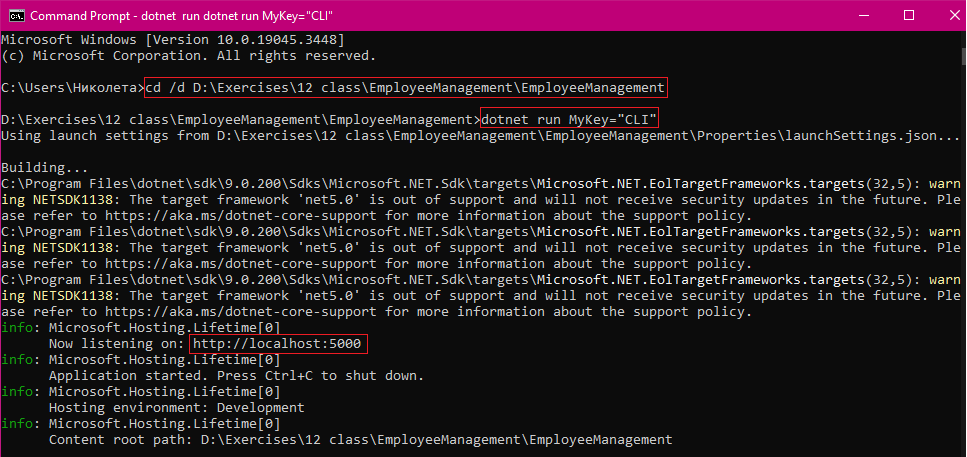 Command Prompt - dotnet  run dotnet run MyKey="CLI"
Microsoft Windows [Version 10.0.19045.3448]
(c) Microsoft Corporation. All rights reserved.
C:\Users\Николета>cd /d D:\Exercises\12 class\EmployeeManagement\EmployeeManagement
D:\Exercises\12 class\EmployeeManagement\EmployeeManagement>dotnet run MyKey="CLI"
Using launch settings from D:\Exercises\12 class\EmployeeManagement\EmployeeManagement\Properties\launchSettings.json...
Building...
C:\Program Files\dotnet\sdk\9.0.200\Sdks\Microsoft.NET.Sdk\targets\Microsoft.NET.EolTargetFrameworks.targets(32,5): warn
ing NETSDK1138: The target framework 'net5.0' is out of support and will not receive security updates in the future. Ple
ase refer to https://aka.ms/dotnet-core-support for more information about the support policy.
C:\Program Files\dotnet\sdk\9.0.200\Sdks\Microsoft.NET.Sdk\targets\Microsoft.NET.EolTargetFrameworks.targets(32,5): warn
ing NETSDK1138: The target framework 'net5.0' is out of support and will not receive security updates in the future. Ple
ase refer to https://aka.ms/dotnet-core-support for more information about the support policy.
C:\Program Files\dotnet\sdk\9.0.200\Sdks\Microsoft.NET.Sdk\targets\Microsoft.NET.EolTargetFrameworks.targets(32,5): warn
ing NETSDK1138: The target framework 'net5.0' is out of support and will not receive security updates in the future. Ple
ase refer to https://aka.ms/dotnet-core-support for more information about the support policy.
info: Microsoft.Hosting.Lifetime[0]
      Now listening on: http://localhost:5000
info: Microsoft.Hosting.Lifetime[0]
      Application started. Press Ctrl+C to shut down.
info: Microsoft.Hosting.Lifetime[0]
      Hosting environment: Development
info: Microsoft.Hosting.Lifetime[0]
      Content root path: D:\Exercises\12 class\EmployeeManagement\EmployeeManagement